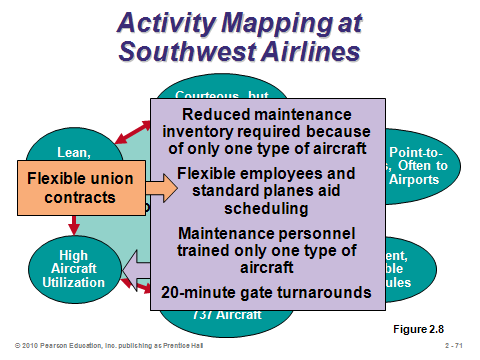 Activity Mapping at
Southwest Airlines
Courteous, but
Reduced maintenance
inventory required because
of only one type of aircraft
Flexible employees and
standard planes aid
scheduling
Maintenance personnel
trained only one type of
aircraft
20-minute gate turnarounds
Lean,
Flexible union
contracts
Point-to-
Often to
Airports
High
Aircraft
Utilization
737 Aircraft
Figure 2.8
© 2010 Pearson Education, Inc. publishing as Prentice Hall
2 - 71